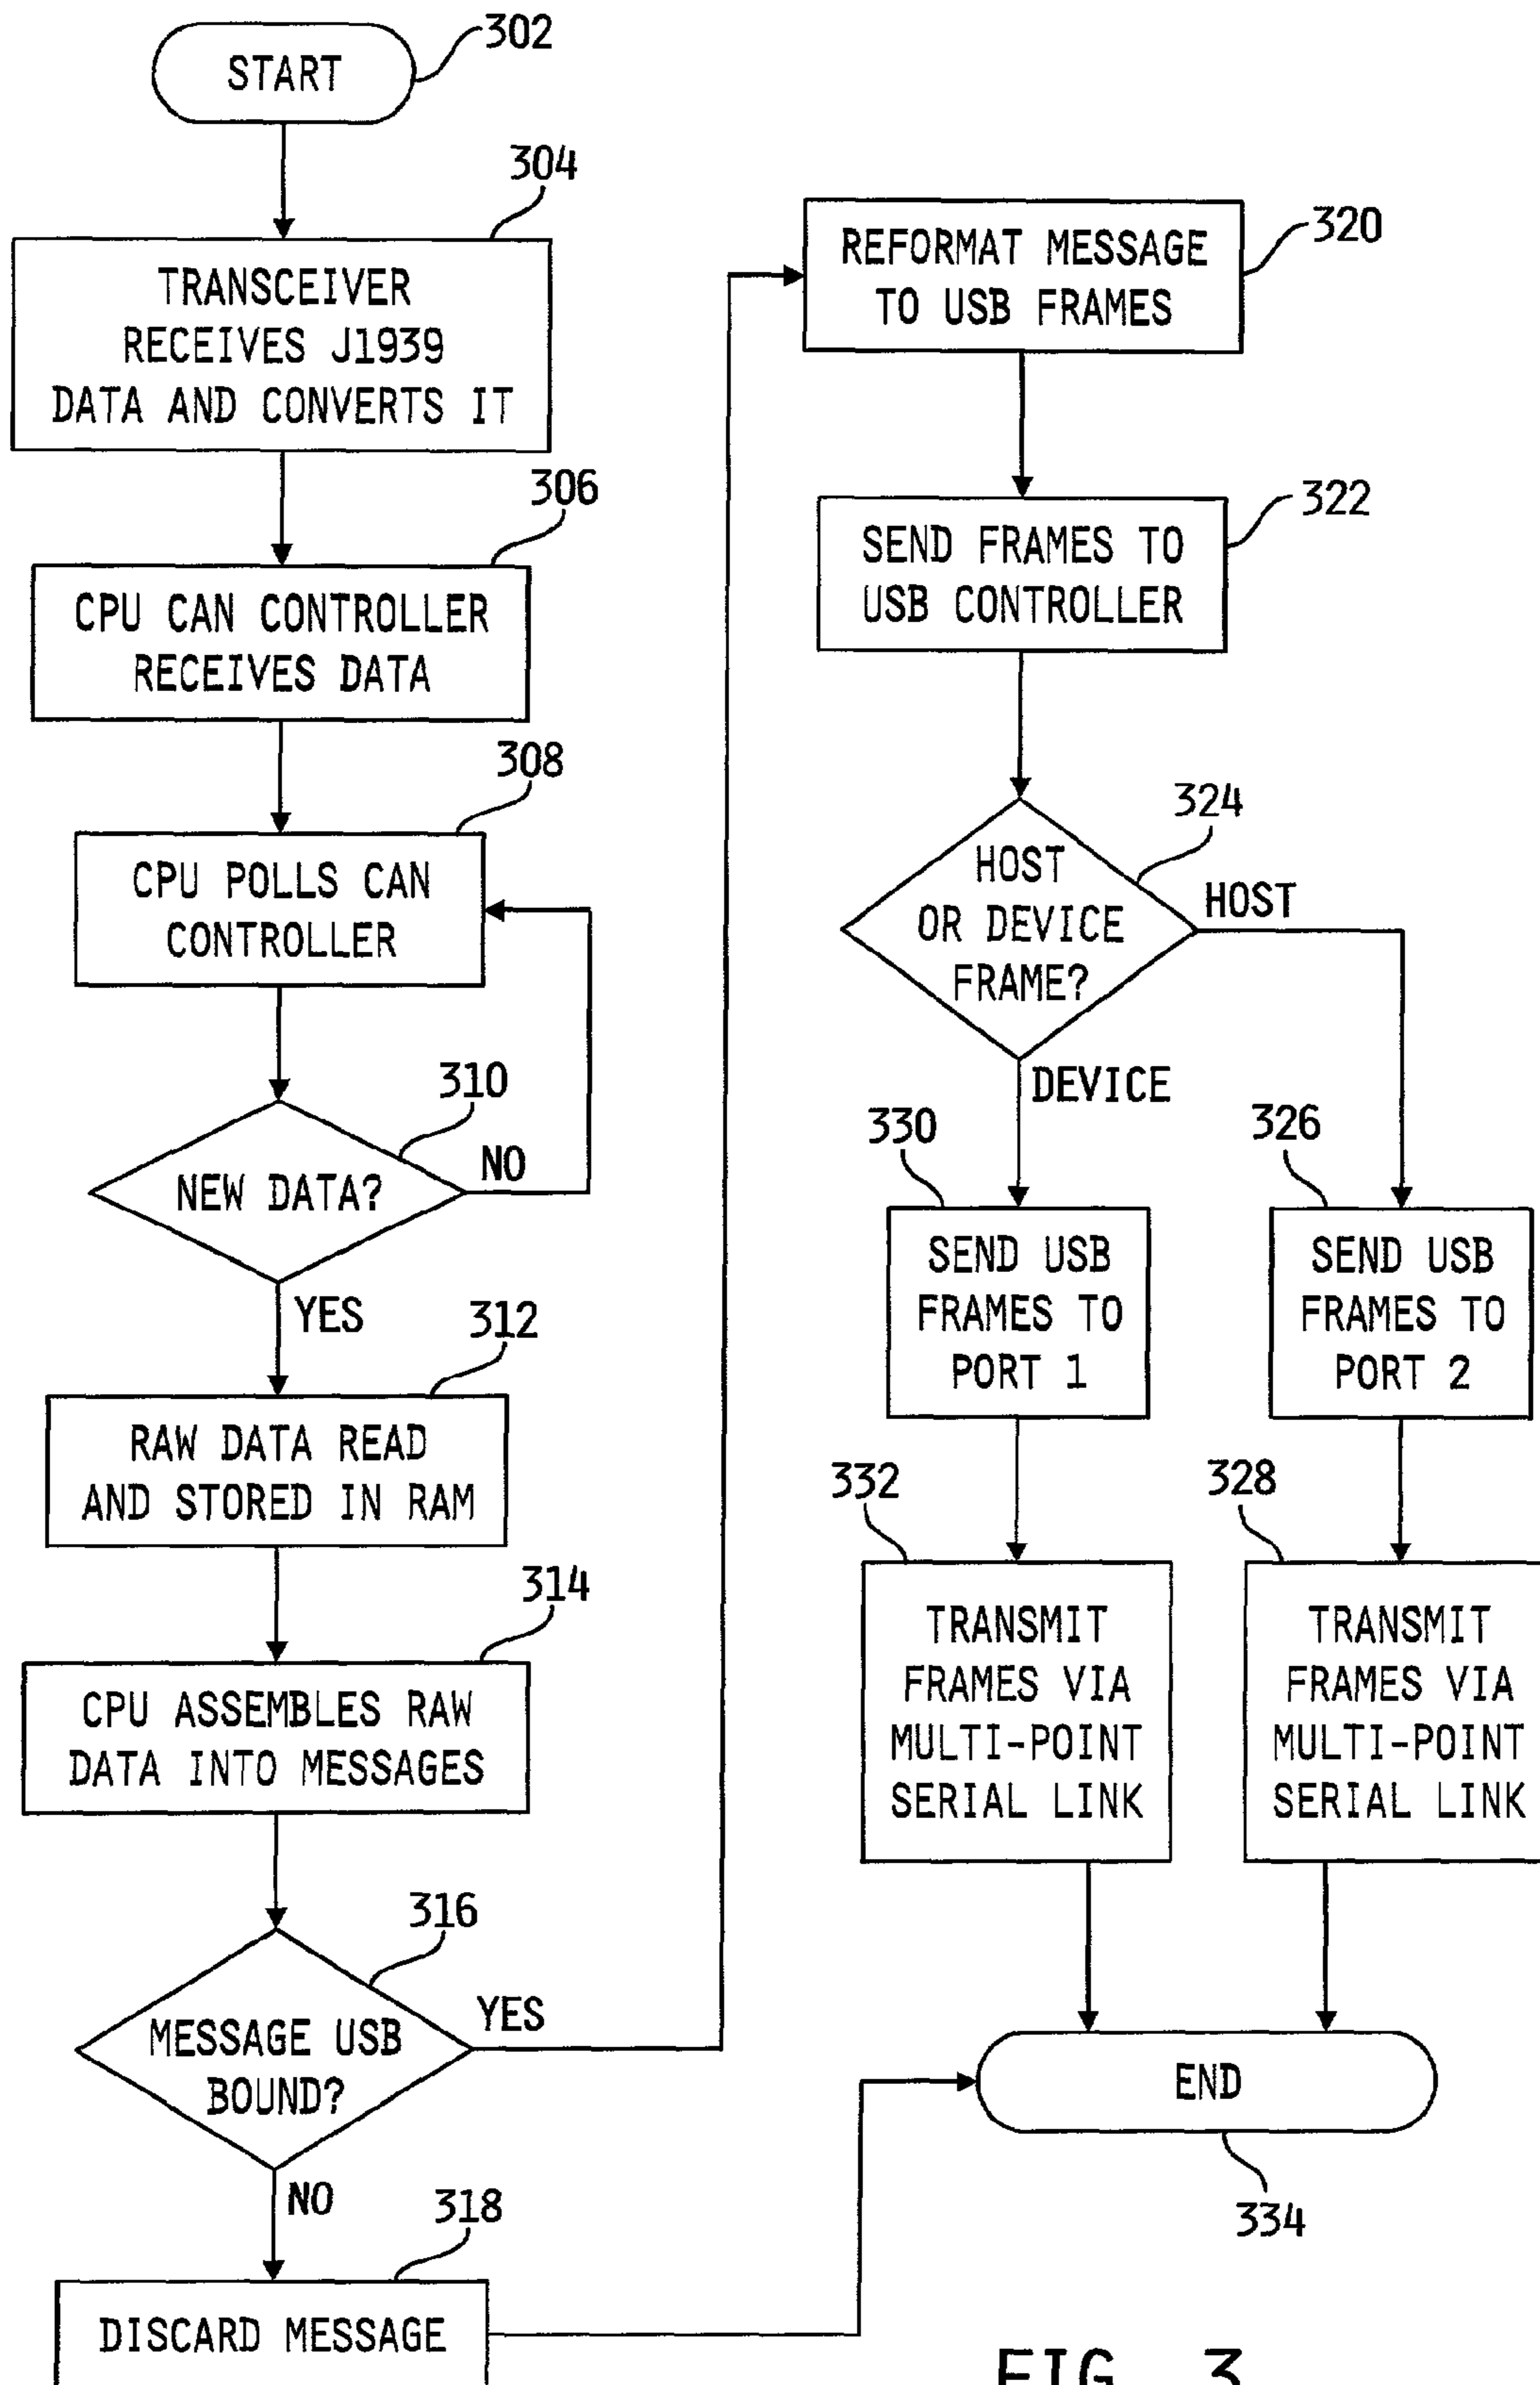 START
302
304
TRANSCEIVER
RECEIVES J1939
DATA AND CONVERTS IT
306
CPU CAN CONTROLLER
RECEIVES DATA
308
CPU POLLS CAN
CONTROLLER
310
NEW DATA?
NO
YES
312
RAW DATA READ
AND STORED IN RAM
314
CPU ASSEMBLES RAW
DATA INTO MESSAGES
316
MESSAGE USB
BOUND?
YES
NO
318
DISCARD MESSAGE
320
REFORMAT MESSAGE
TO USB FRAMES
322
SEND FRAMES TO
USB CONTROLLER
324
HOST
OR DEVICE
FRAME?
HOST
DEVICE
330
SEND USB
FRAMES TO
PORT 1
326
SEND USB
FRAMES TO
PORT 2
332
TRANSMIT
FRAMES VIA
MULTI-POINT
SERIAL LINK
328
TRANSMIT
FRAMES VIA
MULTI-POINT
SERIAL LINK
END
334
FIG. 3